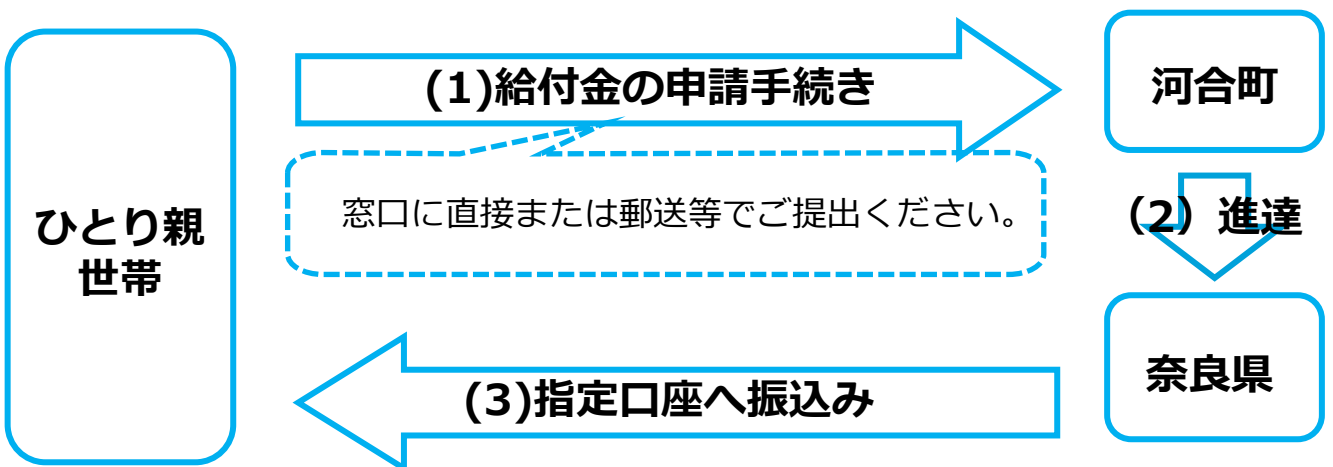 (1)給付金の申請手続き
河合町
窓口に直接または郵送等でご提出ください。
ひとり親
世帯
（2）進達
奈良県
(3)指定口座へ振込み